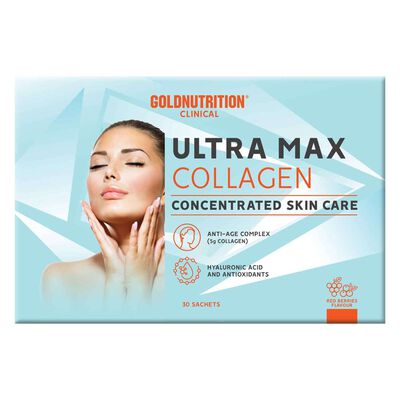 GOLDNUTRITION®
CLINICAL
ULTRA MAX
COLLAGEN
CONCENTRATED SKIN CARE
ANTI-AGE COMPLEX
(5g COLLAGEN)
HYALURONIC ACID
AND ANTIOXIDANTS
30 SACHETS
RED BERRIES
FLAVOUR